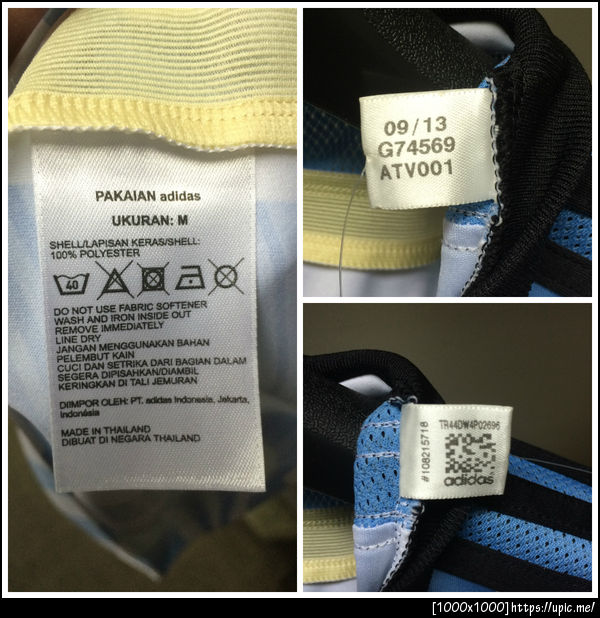 PAKAIAN adidas
UKURAN: M
SHELL/LAPISAN KERAS/SHELL:
100% POLYESTER
40
DO NOT USE FABRIC SOFTENER
WASH AND IRON INSIDE OUT
REMOVE IMMEDIATELY
LINE DRY
JANGAN MENGGUNAKAN BAHAN
PELEMBUT KAIN
CUCI DAN SETRIKA DARI BAGIAN DALAM
SEGERA DIPISAHKAN/DIAMBIL
KERINGKAN DI TALI JEMURAN
DIIMPOR OLEH: PT. adidas Indonesia, Jakarta,
Indonésia
MADE IN THAILAND
DIBUAT DI NEGARA THAILAND
09/13
G74569
ATV001
#108215718
TR44DW4P02696
adidas
[1000x1000]https://upic.me/